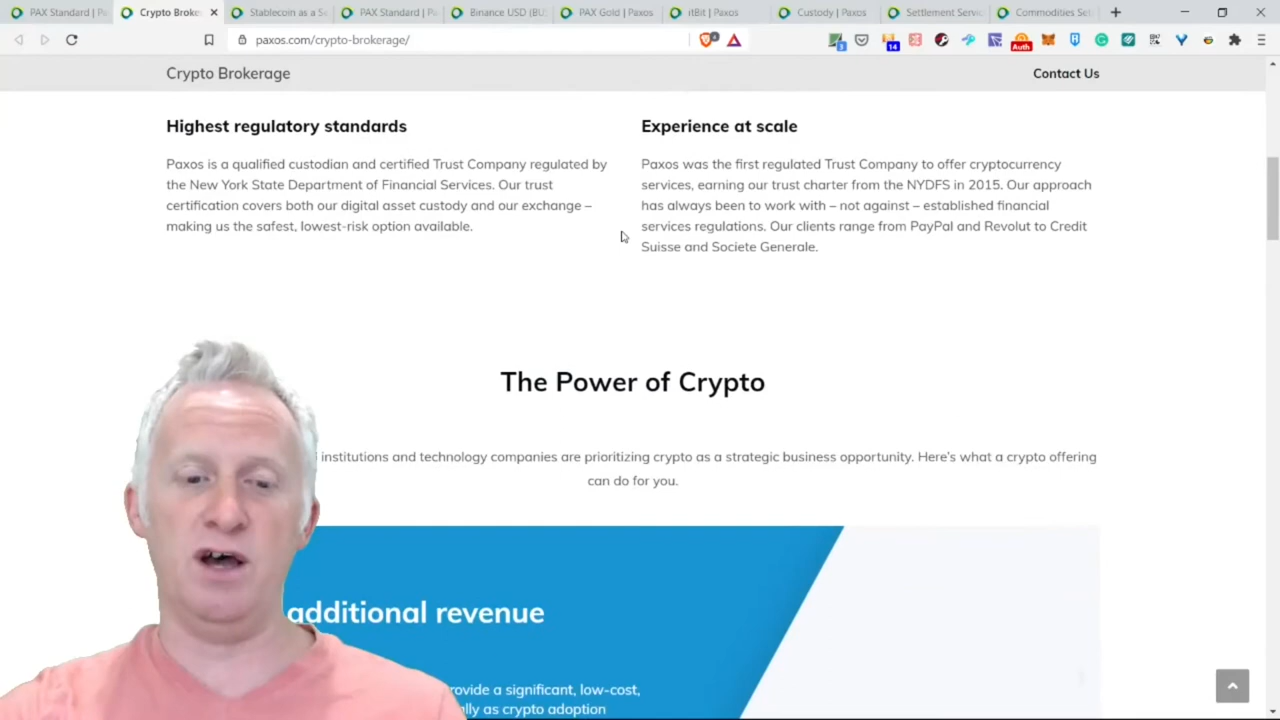 PAX Standard | Pa
Crypto Broke
Stablecoin as a Se
PAX Standard | Pa
Binance USD (BU
PAX Gold | Paxos
itBit | Paxos
Custody | Paxos
Settlement Servic
Commodities Set
paxos.com/crypto-brokerage/
14
Auth
Crypto Brokerage
Contact Us
Highest regulatory standards
Paxos is a qualified custodian and certified Trust Company regulated by
the New York State Department of Financial Services. Our trust
certification covers both our digital asset custody and our exchange –
making us the safest, lowest-risk option available.
Experience at scale
Paxos was the first regulated Trust Company to offer cryptocurrency
services, earning our trust charter from the NYDFS in 2015. Our approach
has always been to work with – not against – established financial
services regulations. Our clients range from PayPal and Revolut to Credit
Suisse and Societe Generale.
The Power of Crypto
institutions and technology companies are prioritizing crypto as a strategic business opportunity. Here's what a crypto offering
can do for you.
additional revenue
rovide a significant, low-cost,
ally as crypto adoption